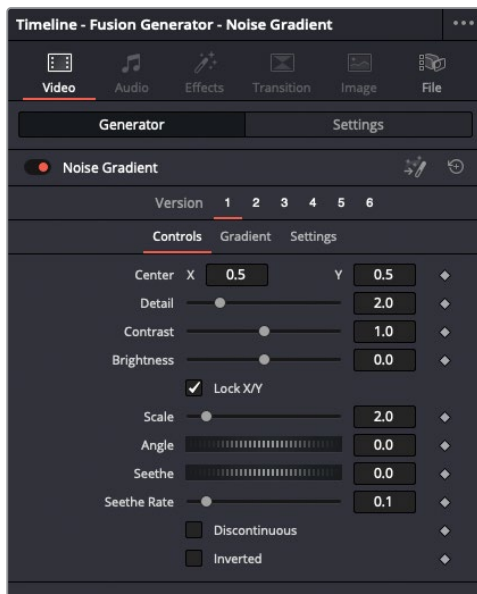 Timeline - Fusion Generator - Noise Gradient
Video Audio Effects Transition Image File
Generator Settings
Noise Gradient
Version 1 2 3 4 5 6
Controls Gradient Settings
Center X 0.5 Y 0.5
Detail 2.0
Contrast 1.0
Brightness 0.0
Lock X/Y
Scale 2.0
Angle 0.0
Seethe 0.0
Seethe Rate 0.1
Discontinuous
Inverted